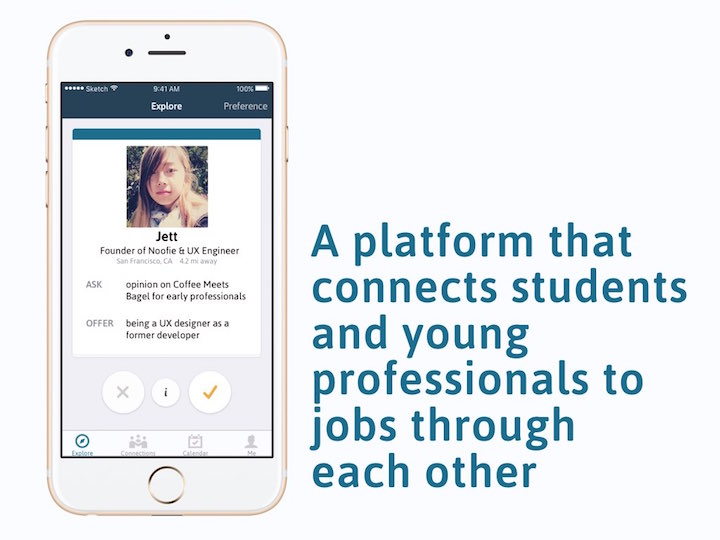 Sketch 9:41 AM 100%
Explore Preference
Jett
Founder of Noofie & UX Engineer
San Francisco, CA 4.2 mi away
ASK opinion on Coffee Meets
Bagel for early professionals
OFFER being a UX designer as a
former developer
i
Explore Connections Calendar Me
A platform that
connects students
and young
professionals to
jobs through
each other